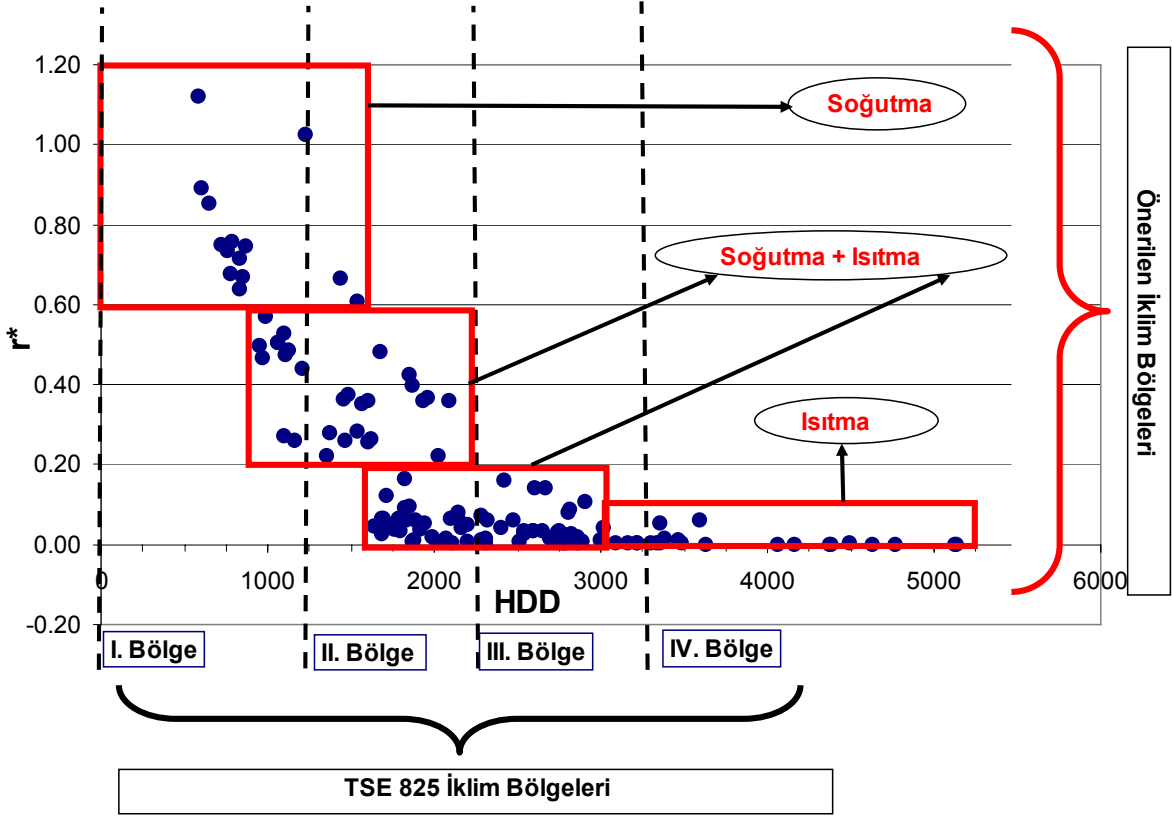 1.20
1.00
0.80
0.60
0.40
0.20
0.00
-0.20
r*
0
1000
2000
3000
4000
5000
6000
HDD
Soğutma
Soğutma + Isıtma
Isıtma
Önerilen İklim Bölgeleri
I. Bölge
II. Bölge
III. Bölge
IV. Bölge
TSE 825 İklim Bölgeleri